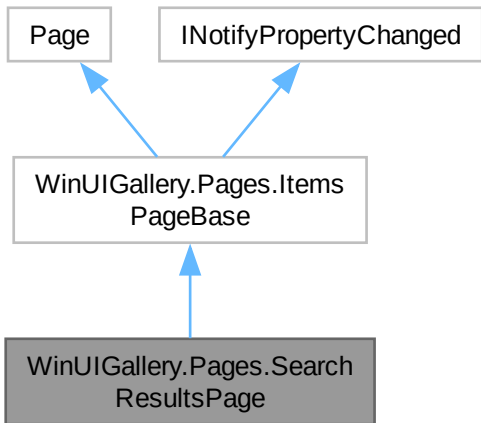 Page
INotifyPropertyChanged
WinUIGallery.Pages.Items
PageBase
WinUIGallery.Pages.Search
ResultsPage